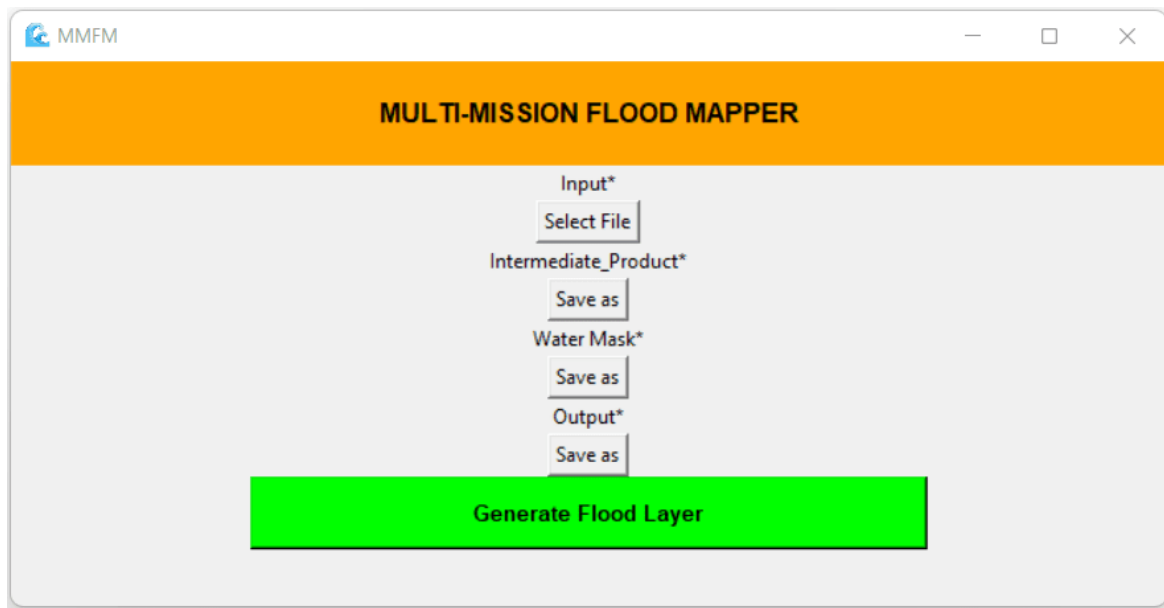 MMFM
MULTI-MISSION FLOOD MAPPER
Input*
Select File
Intermediate_Product*
Save as
Water Mask*
Save as
Output*
Save as
Generate Flood Layer